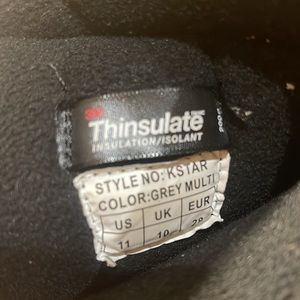 3M
Thinsulate
INSULATION/ISOLANT
STYLE NO: KSTAR
COLOR:GREY MULTI
US UK EUR
11 10 28